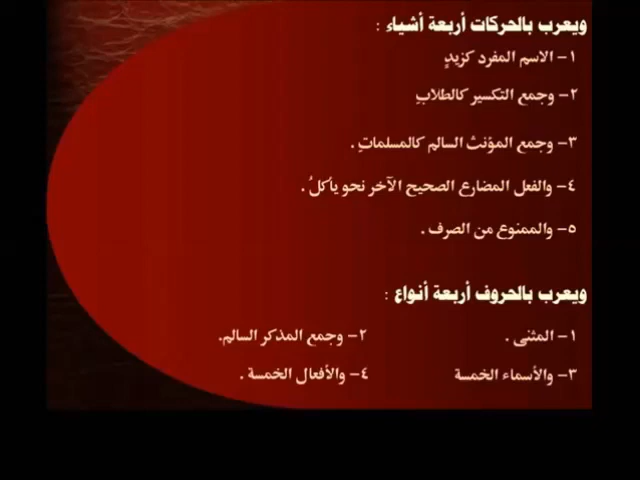 ويعرب بالحركات أربعة أشياء :
١- الاسم المفرد كزيدٍ
٢- وجمع التكسير كالطلابِ
٣- وجمع المؤنث السالم كالمسلماتِ .
٤- والفعل المضارع الصحيح الآخر نحو يأكلُ .
٥- والممنوع من الصرف .
ويعرب بالحروف أربعة أنواع :
١- المثنى . ٢- وجمع المذكر السالم.
٣- والأسماء الخمسة ٤- والأفعال الخمسة .